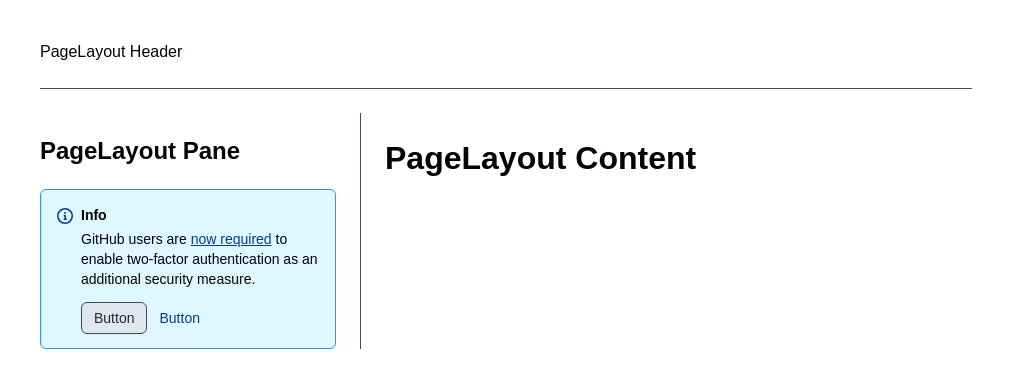 PageLayout Header
PageLayout Pane
PageLayout Content
Info
GitHub users are now required to
enable two-factor authentication as an
additional security measure.
Button Button